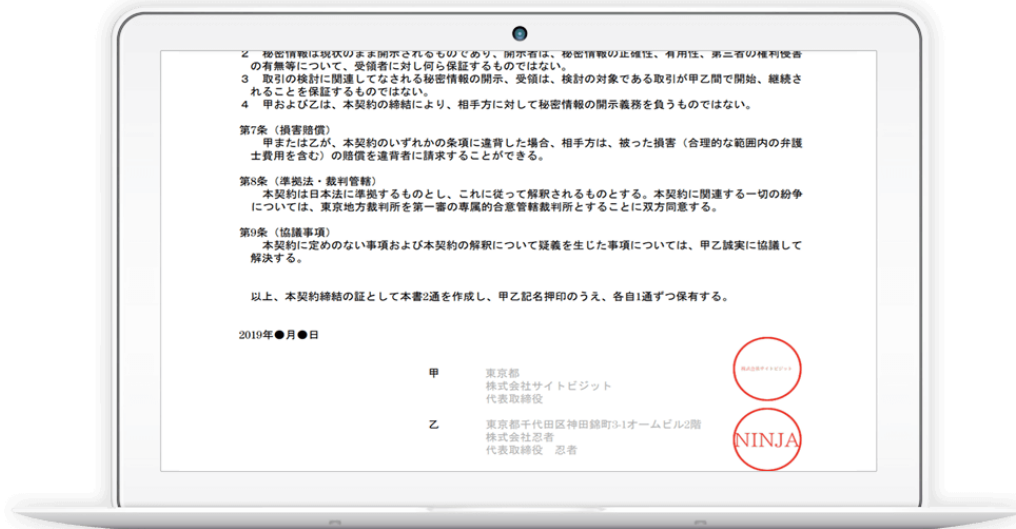 2 秘密情報は現状のまま開示されるものであり、開示者は、秘密情報の正確性、有用性、第三者の権利侵害
の有無等について、受領者に対し何ら保証するものではない。
3 取引の検討に関連してなされる秘密情報の開示、受領は、検討の対象である取引が甲乙間で開始、継続さ
れることを保証するものではない。
4 甲および乙は、本契約の締結により、相手方に対して秘密情報の開示義務を負うものではない。
第7条（損害賠償）
甲または乙が、本契約のいずれかの条項に違背した場合、相手方は、被った損害（合理的な範囲内の弁護
士費用を含む）の賠償を違背者に請求することができる。
第8条（準拠法・裁判管轄）
本契約は日本法に準拠するものとし、これに従って解釈されるものとする。本契約に関連する一切の紛争
については、東京地方裁判所を第一審の専属的合意管轄裁判所とすることに双方同意する。
第9条（協議事項）
本契約に定めのない事項および本契約の解釈について疑義を生じた事項については、甲乙誠実に協議して
解決する。
以上、本契約締結の証として本書2通を作成し、甲乙記名押印のうえ、各自1通ずつ保有する。
2019年●月●日
甲 東京都
株式会社サイトビジット
代表取締役
株式会社サイトビジット
乙 東京都千代田区神田錦町3-1オームビル2階
株式会社忍者
代表取締役 忍者
NINJA